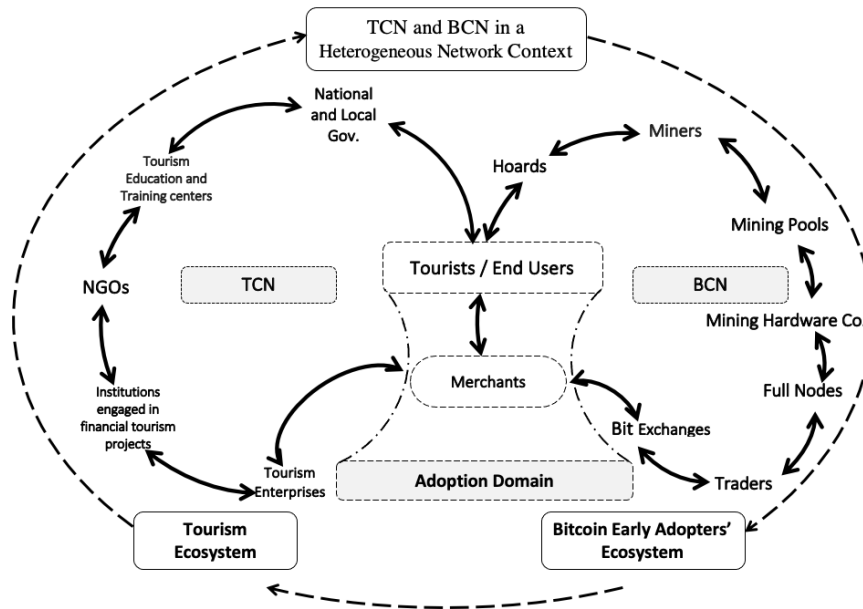 TCN and BCN in a
Heterogeneous Network Context
National
and Local
Gov.
Tourism
Education and
Training centers
NGOs
Institutions
engaged in
financial tourism
projects
Tourism
Enterprises
TCN
Tourists / End Users
Merchants
Adoption Domain
Hoards
Miners
Mining Pools
BCN
Mining Hardware Co.
Full Nodes
Bit Exchanges
Traders
Tourism
Ecosystem
Bitcoin Early Adopters’
Ecosystem